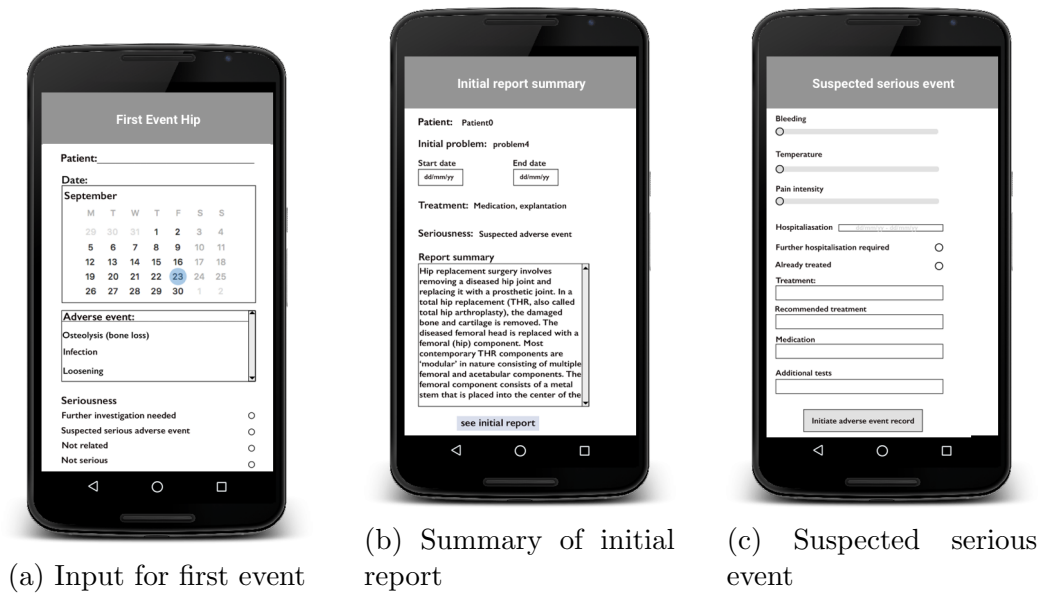 First Event Hip
Patient:
Date:
September
M T W T F S S
29 30 31 1 2 3 4
5 6 7 8 9 10 11
12 13 14 15 16 17 18
19 20 21 22 23 24 25
26 27 28 29 30 1 2
Adverse event:
Osteolysis (bone loss)
Infection
Loosening
Seriousness
Further investigation needed
Suspected serious adverse event
Not related
Not serious
(a) Input for first event
Initial report summary
Patient: Patient0
Initial problem: problem4
Start date End date
dd/mm/yy dd/mm/yy
Treatment: Medication, explantation
Seriousness: Suspected adverse event
Report summary
Hip replacement surgery involves
removing a diseased hip joint and
replacing it with a prosthetic joint. In a
total hip replacement (THR, also called
total hip arthroplasty), the damaged
bone and cartilage is removed. The
diseased femoral head is replaced with a
femoral (hip) component. Most
contemporary THR components are
'modular' in nature consisting of multiple
femoral and acetabular components. The
femoral component consists of a metal
stem that is placed into the center of the
see initial report
(b) Summary of initial
report
Suspected serious event
Bleeding
Temperature
Pain intensity
Hospitaliasation
Further hospitalisation required
Already treated
Treatment:
Recommended treatment
Medication
Additional tests
Initiate adverse event record
(c) Suspected serious
event